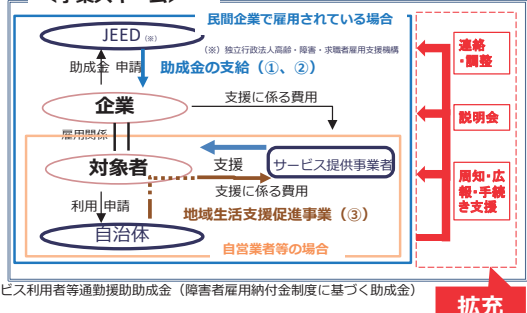 民間企業で雇用されている場合
JEED（※）
（※）独立行政法人高齢・障害・求職者雇用支援機構
助成金 申請
助成金の支給（①、②）
企業
支援に係る費用
雇用関係
対象者
支援
サービス提供事業者
支援に係る費用
利用 申請
地域生活支援促進事業（③）
自治体
自営業者等の場合
連絡
・調整
説明会
周知・広
報・手続
き支援
ビス利用者等通勤援助助成金（障害者雇用納付金制度に基づく助成金）
拡充